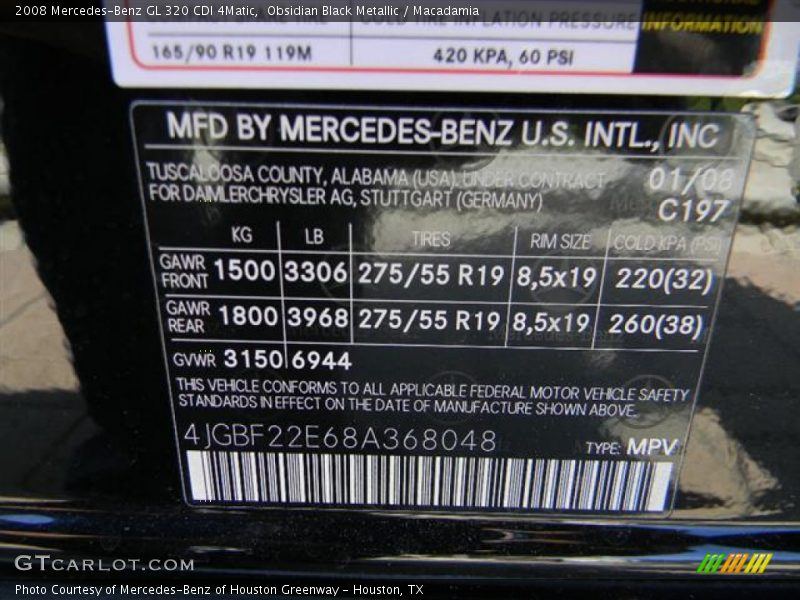 2008 Mercedes-Benz GL 320 CDI 4Matic, Obsidian Black Metallic / Macadamia
COLD TIRE INFLATION PRESSURE
INFORMATION
165/90 R19 119M 420 KPA, 60 PSI
MFD BY MERCEDES-BENZ U.S. INTL., INC
TUSCALOOSA COUNTY, ALABAMA (USA). UNDER CONTRACT 01/08
FOR DAIMLERCHRYSLER AG, STUTTGART (GERMANY) C197
KG LB TIRES RIM SIZE COLD KPA (PSI)
GAWR FRONT 1500 3306 275/55 R19 8,5x19 220(32)
GAWR REAR 1800 3968 275/55 R19 8,5x19 260(38)
GVWR 3150 6944
THIS VEHICLE CONFORMS TO ALL APPLICABLE FEDERAL MOTOR VEHICLE SAFETY
STANDARDS IN EFFECT ON THE DATE OF MANUFACTURE SHOWN ABOVE.
4JGBF22E68A368048 TYPE: MPV
GTCARLOT.COM
Photo Courtesy of Mercedes-Benz of Houston Greenway - Houston, TX